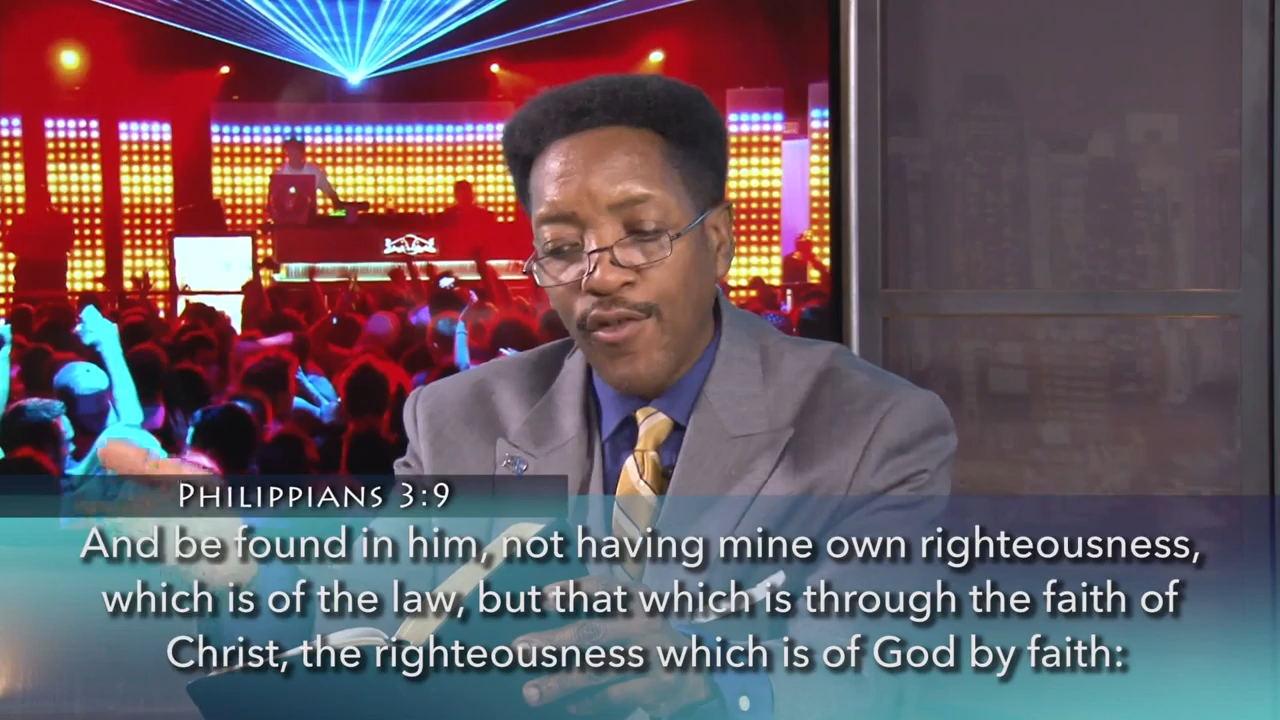 Philippians 3:9
And be found in him, not having mine own righteousness,
which is of the law, but that which is through the faith of
Christ, the righteousness which is of God by faith: